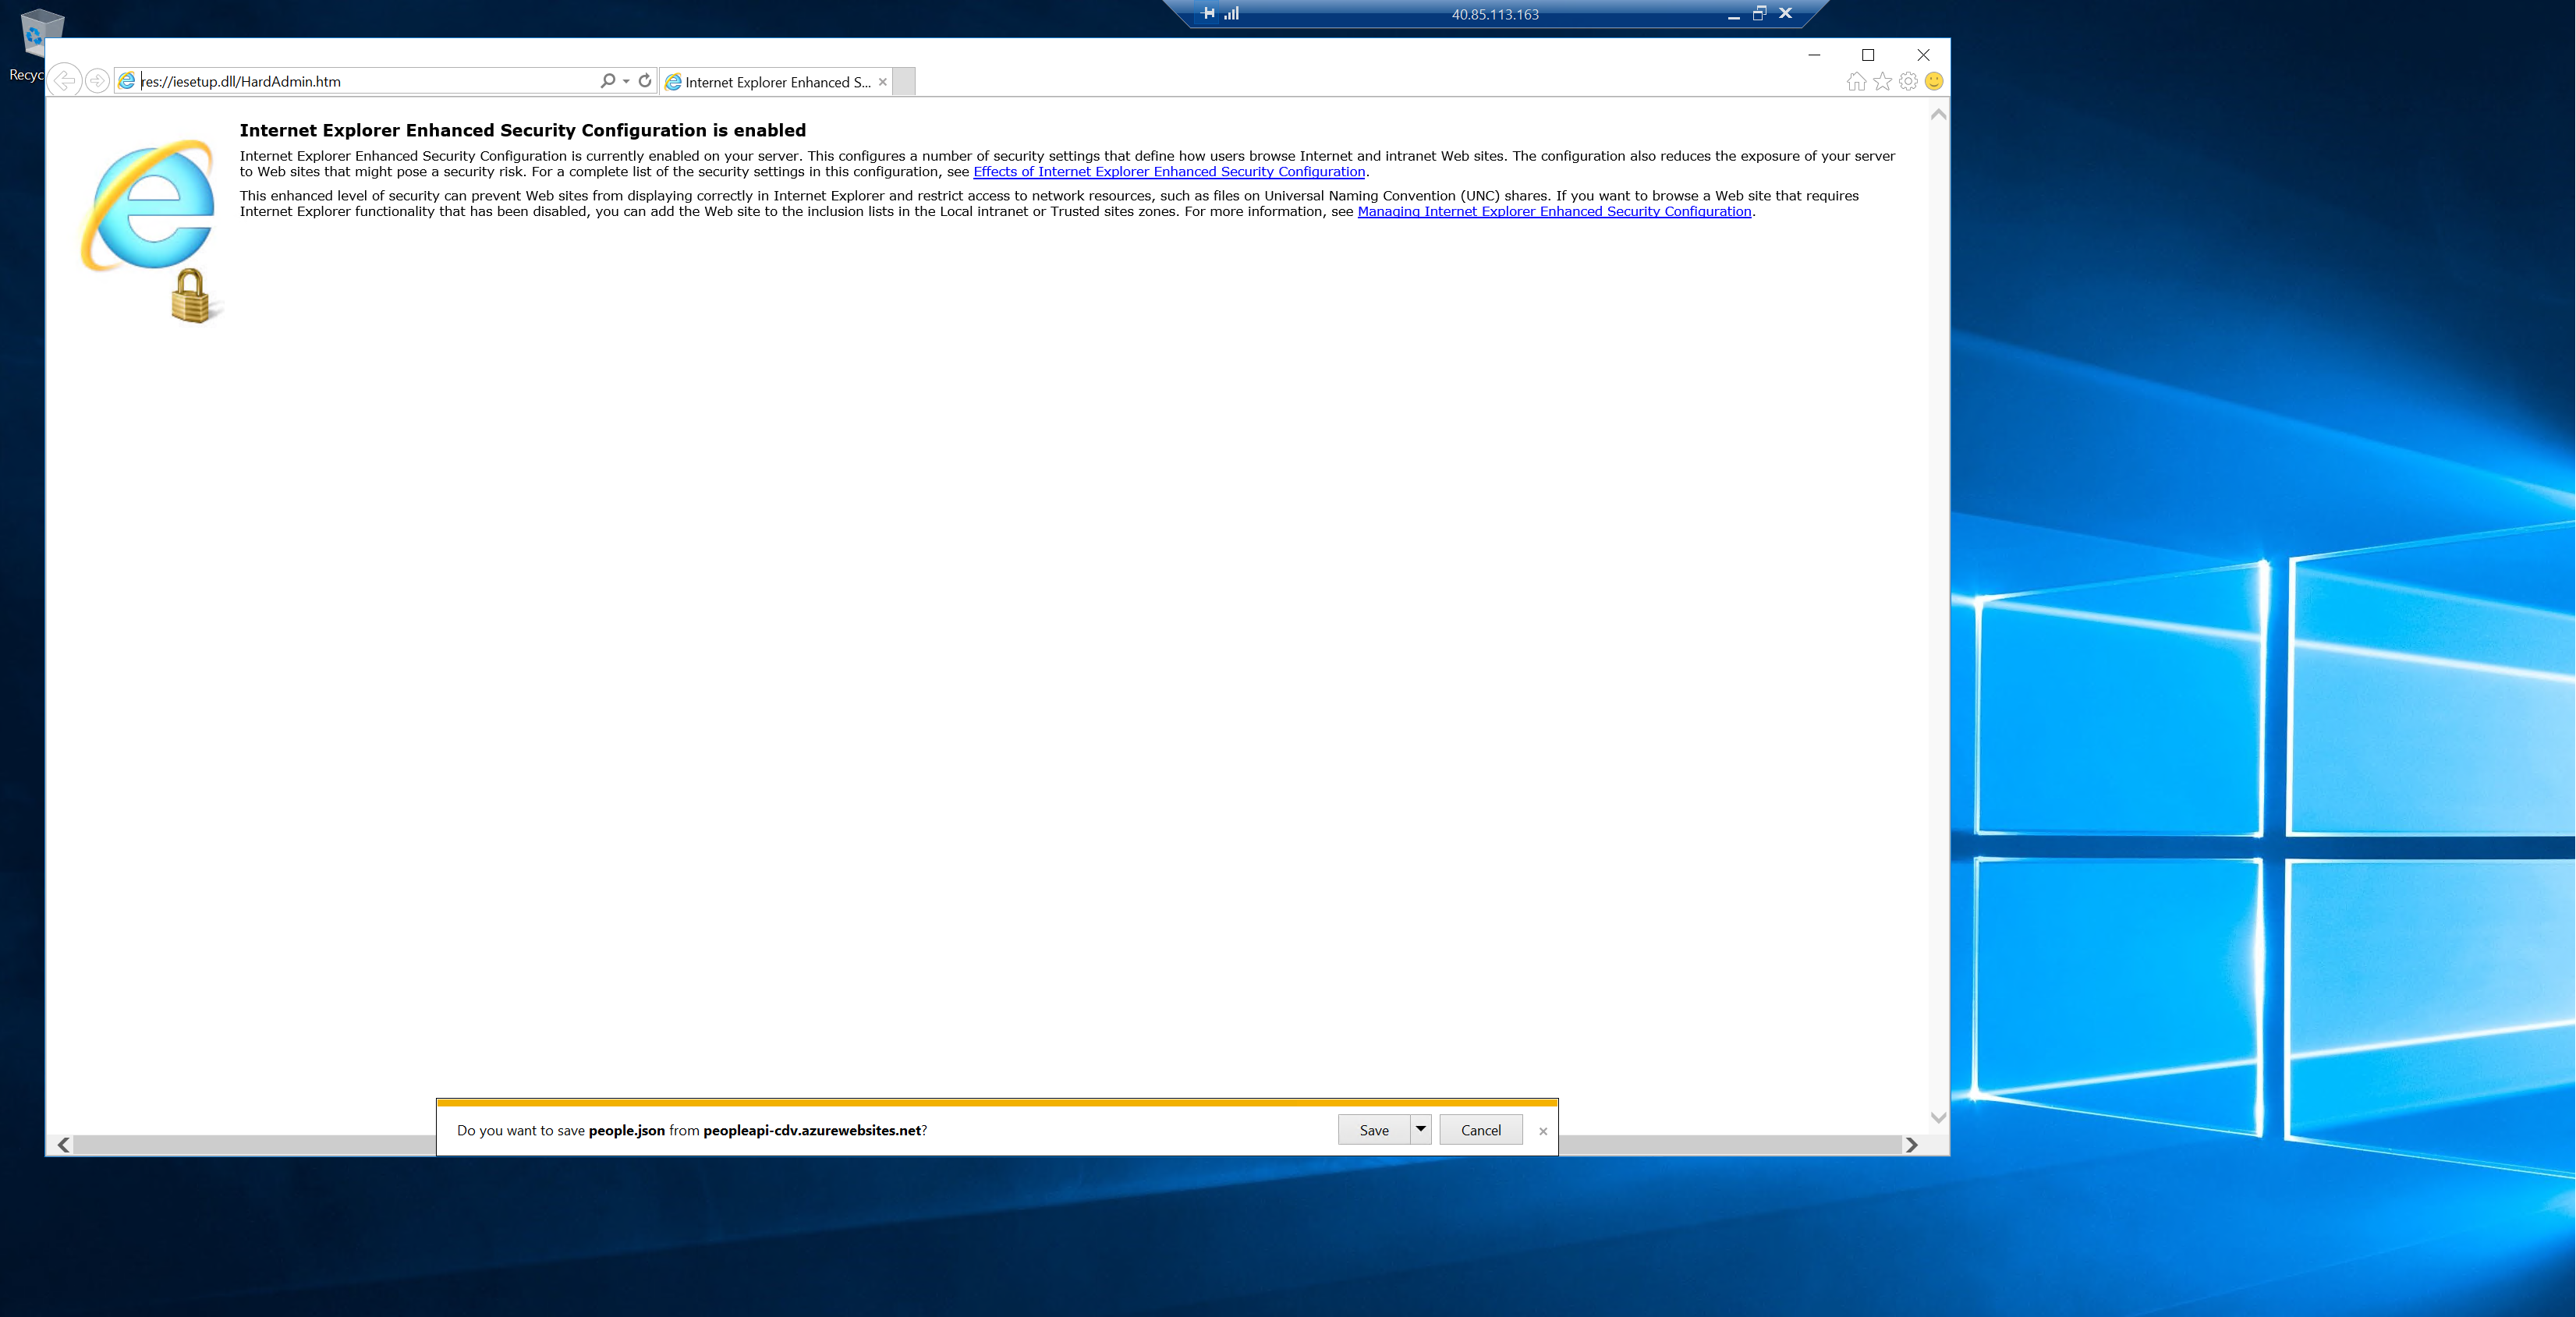 40.85.113.163
Recyc
res://iesetup.dll/HardAdmin.htm
Internet Explorer Enhanced S...
Internet Explorer Enhanced Security Configuration is enabled
Internet Explorer Enhanced Security Configuration is currently enabled on your server. This configures a number of security settings that define how users browse Internet and intranet Web sites. The configuration also reduces the exposure of your server
to Web sites that might pose a security risk. For a complete list of the security settings in this configuration, see Effects of Internet Explorer Enhanced Security Configuration.
This enhanced level of security can prevent Web sites from displaying correctly in Internet Explorer and restrict access to network resources, such as files on Universal Naming Convention (UNC) shares. If you want to browse a Web site that requires
Internet Explorer functionality that has been disabled, you can add the Web site to the inclusion lists in the Local intranet or Trusted sites zones. For more information, see Managing Internet Explorer Enhanced Security Configuration.
Do you want to save people.json from peopleapi-cdv.azurewebsites.net?
Save
Cancel